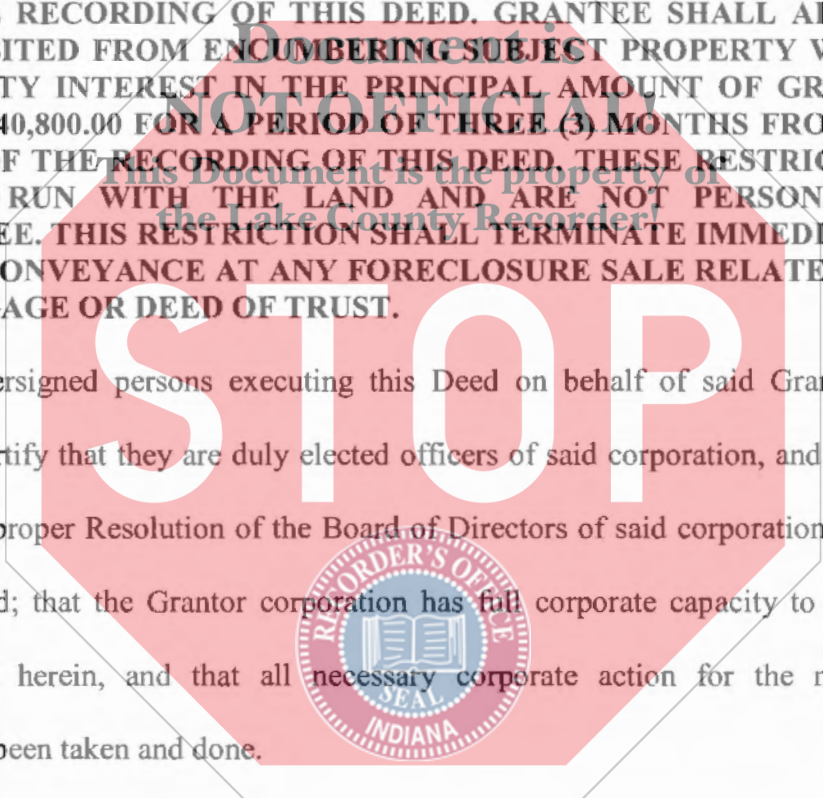 RECORDING OF THIS DEED. GRANTEE SHALL AL
ITED FROM ENCUMBERING SUBJECT PROPERTY W
TY INTEREST IN THE PRINCIPAL AMOUNT OF GR
40,800.00 FOR A PERIOD OF THREE (3) MONTHS FRO
F THE RECORDING OF THIS DEED. THESE RESTRIC
RUN WITH THE LAND AND ARE NOT PERSON
EE. THIS RESTRICTION SHALL TERMINATE IMMEDI
ONVEYANCE AT ANY FORECLOSURE SALE RELATE
AGE OR DEED OF TRUST.
ersigned persons executing this Deed on behalf of said Gran
rtify that they are duly elected officers of said corporation, and
proper Resolution of the Board of Directors of said corporation
d; that the Grantor corporation has full corporate capacity to
herein, and that all necessary corporate action for the
been taken and done.
Document is
NOT OFFICIAL!
This Document is the property of
the Lake County Recorder!
STOP
RECORDER'S OFFICE
SEAL
INDIANA